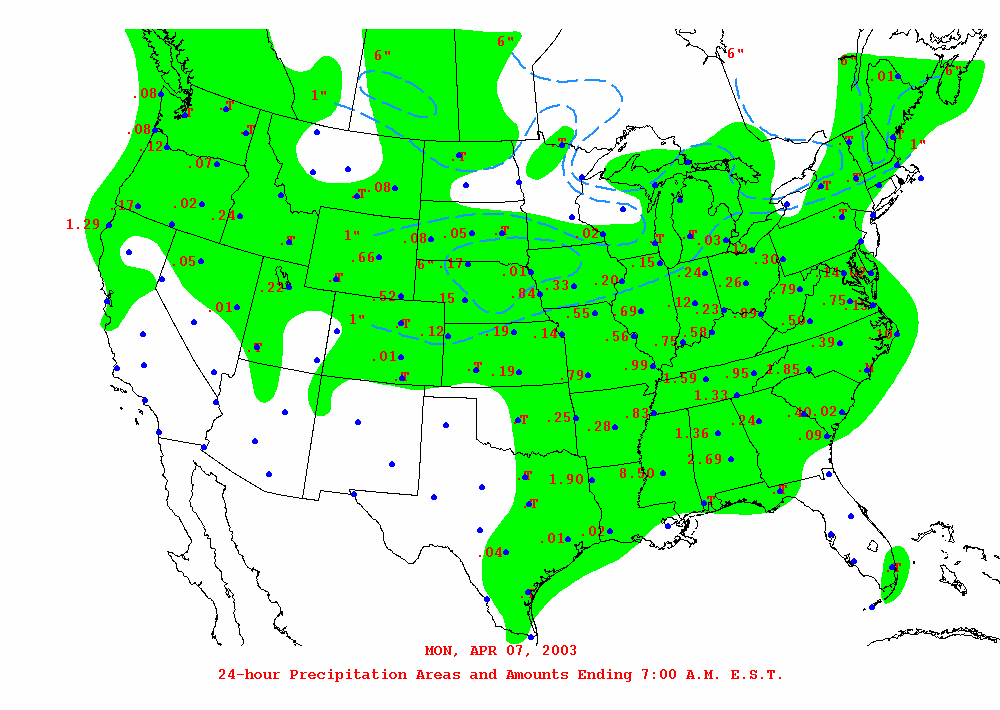 6"
6"
6"
6"
6"
.01
1"
.08
T
T
.08
T
T
1"
.12
T
.07
T
T
.08
T
T
.17
.02
.24
T
1.29
1"
.08
.05
T
.02
T
T
.03
.12
T
.05
.66
6"
.17
.01
.15
.24
.30
.14
T
.22
.52
.15
.84
.33
.20
.26
.79
.75
.15
.01
1"
T
.12
.19
.14
.55
.69
.12
.23
.89
.50
.16
T
.01
T
T
.19
.79
.56
.99
.75
.58
.39
T
1.59
.95
1.85
1.33
T
.25
.28
.83
1.36
.24
.40
.02
.09
T
1.90
8.50
2.69
T
T
T
.04
.01
.02
T
T
MON, APR 07, 2003
24-hour Precipitation Areas and Amounts Ending 7:00 A.M. E.S.T.